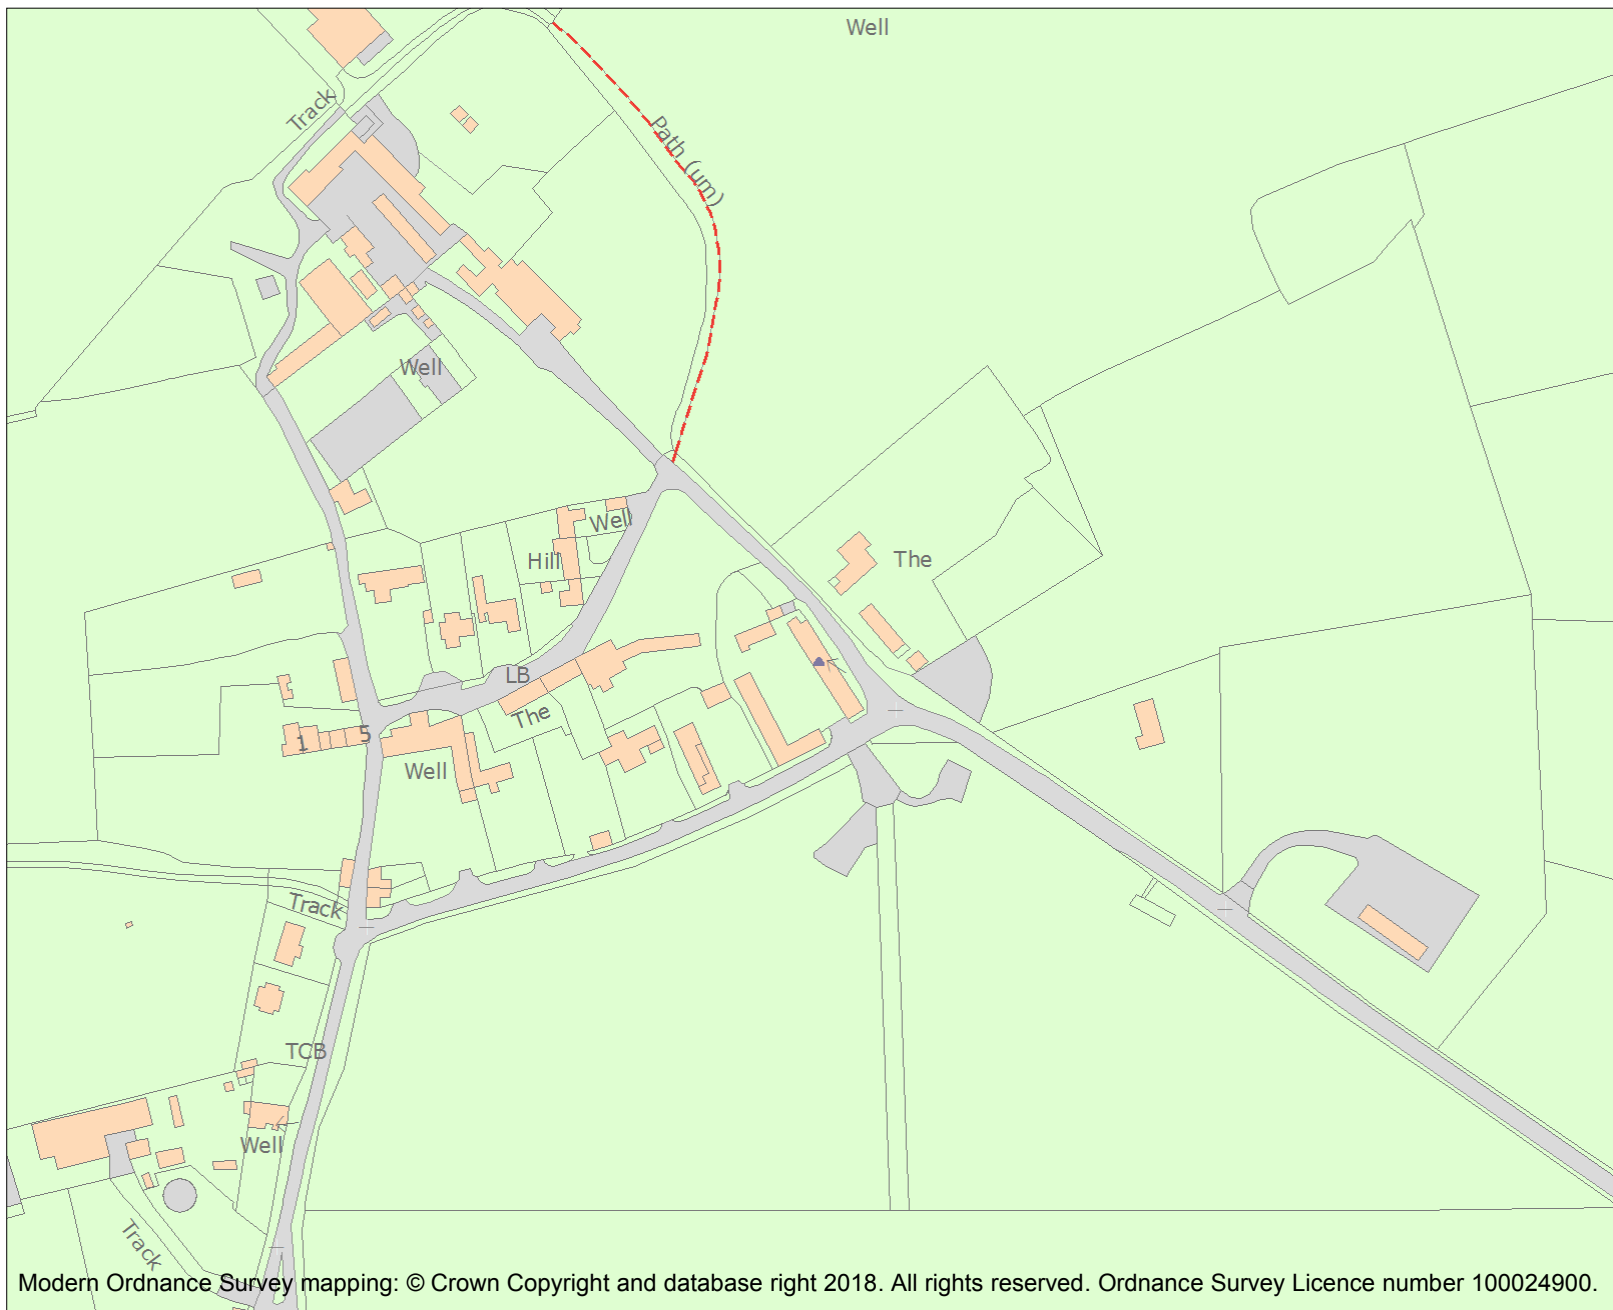 Well
Track
Path (um)
Well
Well
Hill
The
LB
The
1
5
Well
Track
TCB
Well
Track
Modern Ordnance Survey mapping: © Crown Copyright and database right 2018. All rights reserved. Ordnance Survey Licence number 100024900.